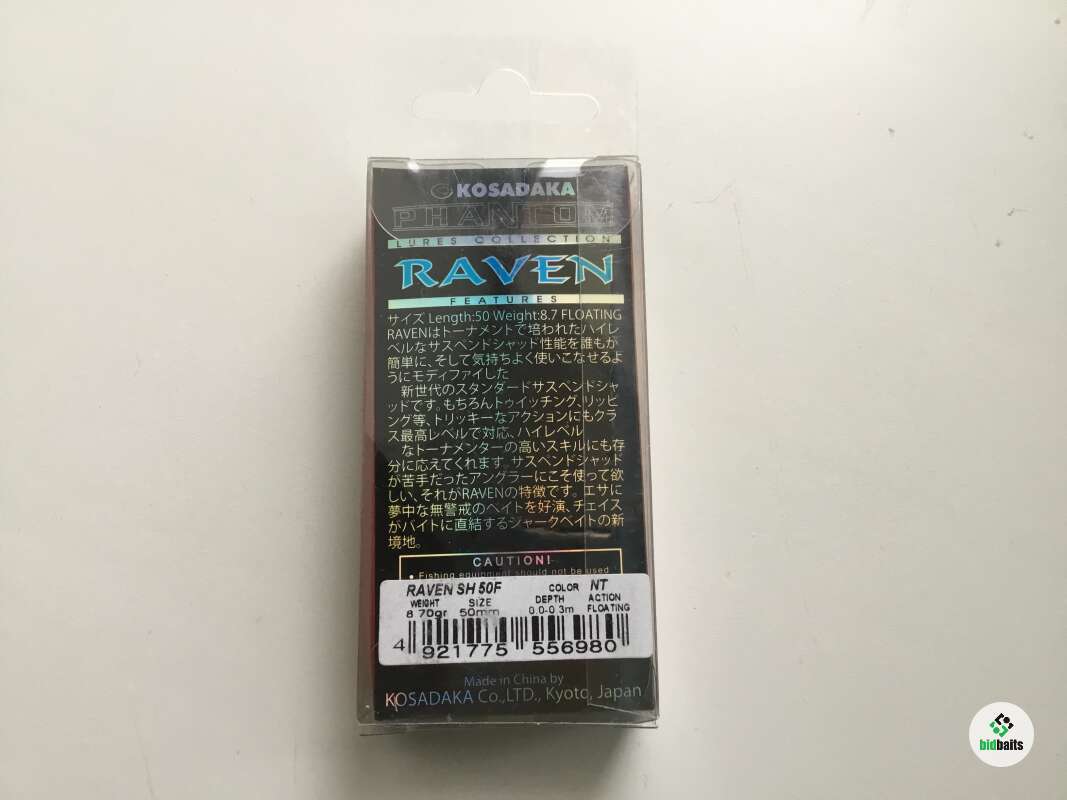 KOSADAKA
PHANTOM
LURES COLLECTION
RAVEN
FEATURES
サイズ Length:50 Weight:8.7 FLOATING
RAVENはトーナメントで培われたハイレ
ベルなサスペンドシャッド性能を誰もが
簡単に、そして気持ちよく使いこなせるよ
うにモディファイした
新世代のスタンダードサスペンドシャ
ッドです。もちろんトゥイッチング、リッピ
ング等、トリッキーなアクションにもクラ
ス最高レベルで対応、ハイレベル
なトーナメンターの高いスキルにも存
分に応えてくれます。サスペンドシャッド
が苦手だったアングラーにこそ使って欲
しい、それがRAVENの特徴です。エサに
夢中な無警戒のベイトを好演、チェイス
がバイトに直結するシャークベイトの新
境地。
CAUTION!
• Fishing equipment should not be used
RAVEN SH 50F COLOR NT
WEIGHT SIZE DEPTH ACTION
8.70gr 50mm 0.0-0.3m FLOATING
4 921775 556980
Made in China by
KOSADAKA Co.,LTD., Kyoto, Japan
bidbaits